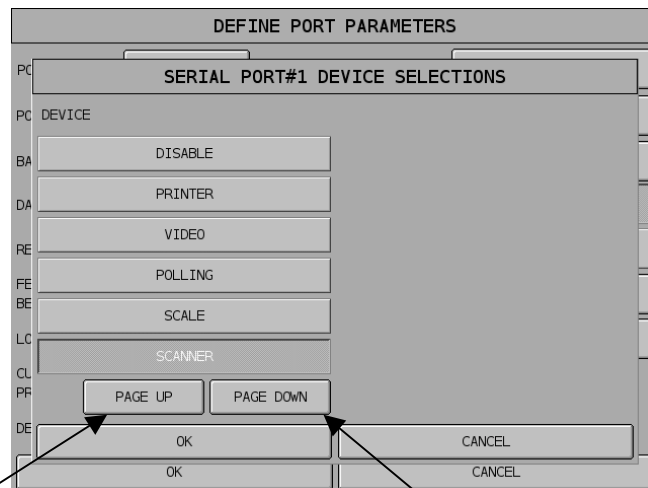 DEFINE PORT PARAMETERS
SERIAL PORT#1 DEVICE SELECTIONS
DEVICE
DISABLE
PRINTER
VIDEO
POLLING
SCALE
SCANNER
PAGE UP PAGE DOWN
OK CANCEL
OK CANCEL